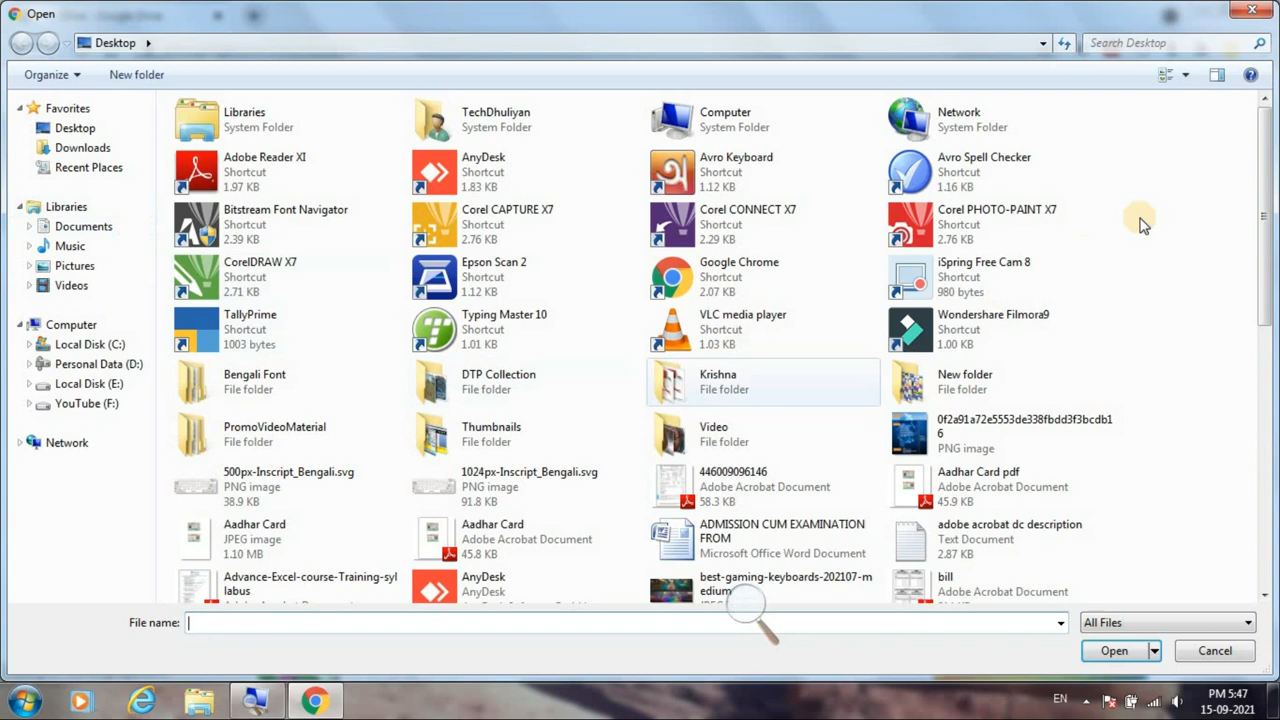 Open
Desktop
Search Desktop
Organize
New folder
Favorites
Desktop
Downloads
Recent Places
Libraries
Documents
Music
Pictures
Videos
Computer
Local Disk (C:)
Personal Data (D:)
Local Disk (E:)
YouTube (F:)
Network
Libraries
System Folder
TechDhuliyan
System Folder
Computer
System Folder
Network
System Folder
Adobe Reader XI
Shortcut
1.97 KB
AnyDesk
Shortcut
1.83 KB
Avro Keyboard
Shortcut
1.12 KB
Avro Spell Checker
Shortcut
1.16 KB
Bitstream Font Navigator
Shortcut
2.39 KB
Corel CAPTURE X7
Shortcut
2.76 KB
Corel CONNECT X7
Shortcut
2.29 KB
Corel PHOTO-PAINT X7
Shortcut
2.76 KB
CorelDRAW X7
Shortcut
2.71 KB
Epson Scan 2
Shortcut
1.12 KB
Google Chrome
Shortcut
2.07 KB
iSpring Free Cam 8
Shortcut
980 bytes
TallyPrime
Shortcut
1003 bytes
Typing Master 10
Shortcut
1.01 KB
VLC media player
Shortcut
1.03 KB
Wondershare Filmora9
Shortcut
1.00 KB
Bengali Font
File folder
DTP Collection
File folder
Krishna
File folder
New folder
File folder
PromoVideoMaterial
File folder
Thumbnails
File folder
Video
File folder
0f2a91a72e5553de338fbdd3f3bcdb1
6
PNG image
500px-Inscript_Bengali.svg
PNG image
38.9 KB
1024px-Inscript_Bengali.svg
PNG image
91.8 KB
446009096146
Adobe Acrobat Document
58.3 KB
Aadhar Card pdf
Adobe Acrobat Document
45.9 KB
Aadhar Card
JPEG image
1.10 MB
Aadhar Card
Adobe Acrobat Document
45.8 KB
ADMISSION CUM EXAMINATION
FROM
Microsoft Office Word Document
adobe acrobat dc description
Text Document
2.87 KB
Advance-Excel-course-Training-syl
labus
AnyDesk
Application
best-gaming-keyboards-202107-m
edium
bill
Adobe Acrobat Document
File name:
All Files
Open
Cancel
EN
PM 5:47
15-09-2021